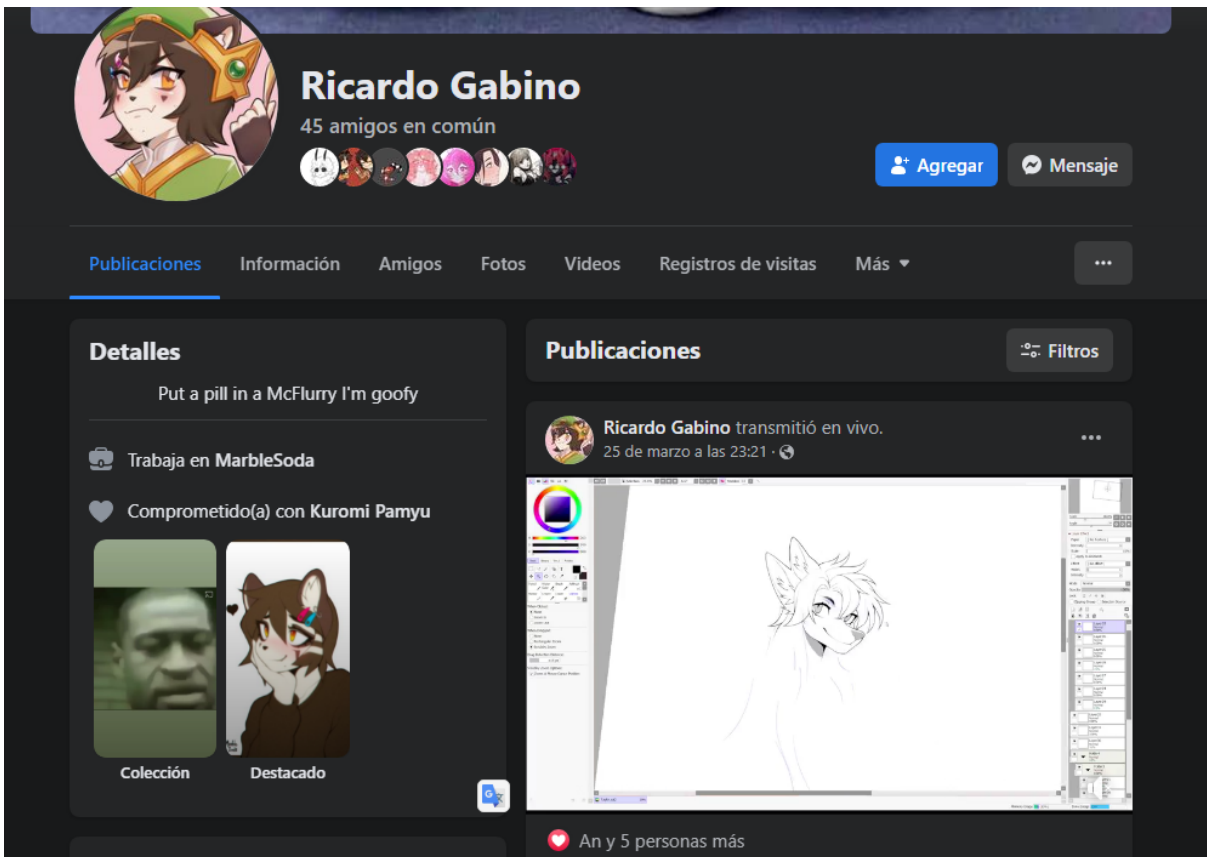 Ricardo Gabino
45 amigos en común
Agregar
Mensaje
Publicaciones
Información
Amigos
Fotos
Videos
Registros de visitas
Más
Detalles
Put a pill in a McFlurry I'm goofy
Trabaja en MarbleSoda
Comprometido(a) con Kuromi Pamyu
Colección
Destacado
Publicaciones
Filtros
Ricardo Gabino transmitió en vivo.
25 de marzo a las 23:21 ·
An y 5 personas más